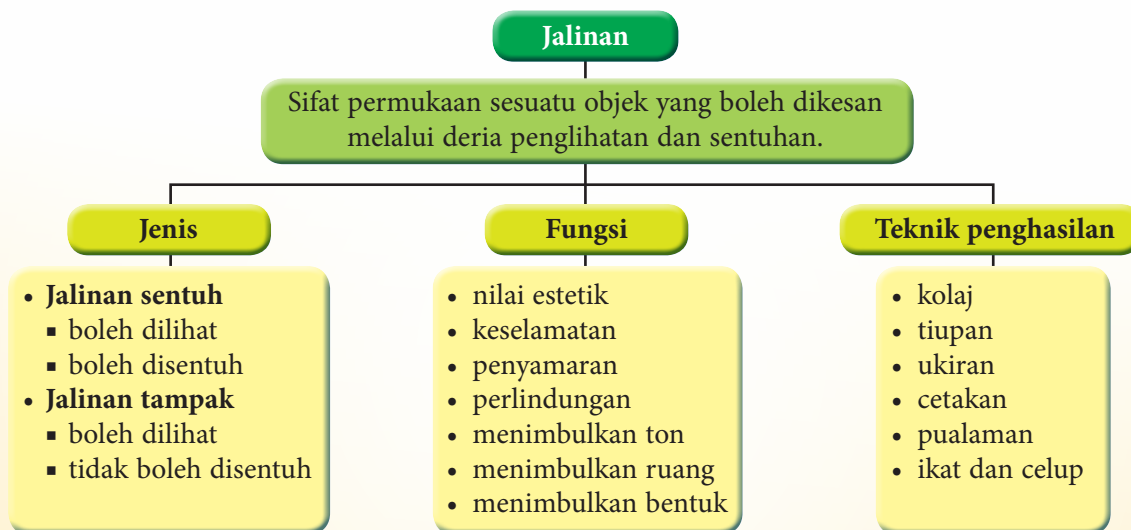 Jalinan
Sifat permukaan sesuatu objek yang boleh dikesan
melalui deria penglihatan dan sentuhan.
Jenis
• Jalinan sentuh
▪ boleh dilihat
▪ boleh disentuh
• Jalinan tampak
▪ boleh dilihat
▪ tidak boleh disentuh
Fungsi
• nilai estetik
• keselamatan
• penyamaran
• perlindungan
• menimbulkan ton
• menimbulkan ruang
• menimbulkan bentuk
Teknik penghasilan
• kolaj
• tiupan
• ukiran
• cetakan
• pualaman
• ikat dan celup